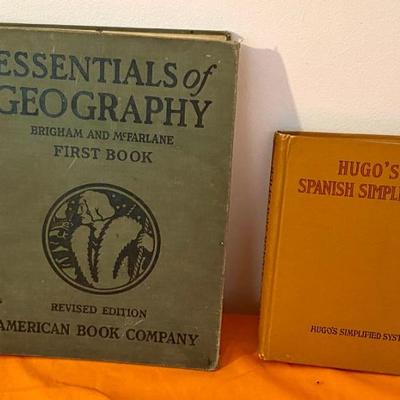 ESSENTIALS of
GEOGRAPHY
BRIGHAM AND McFARLANE
FIRST BOOK
REVISED EDITION
AMERICAN BOOK COMPANY
HUGO'S
SPANISH SIMPLI
HUGO'S SIMPLIFIED SYST